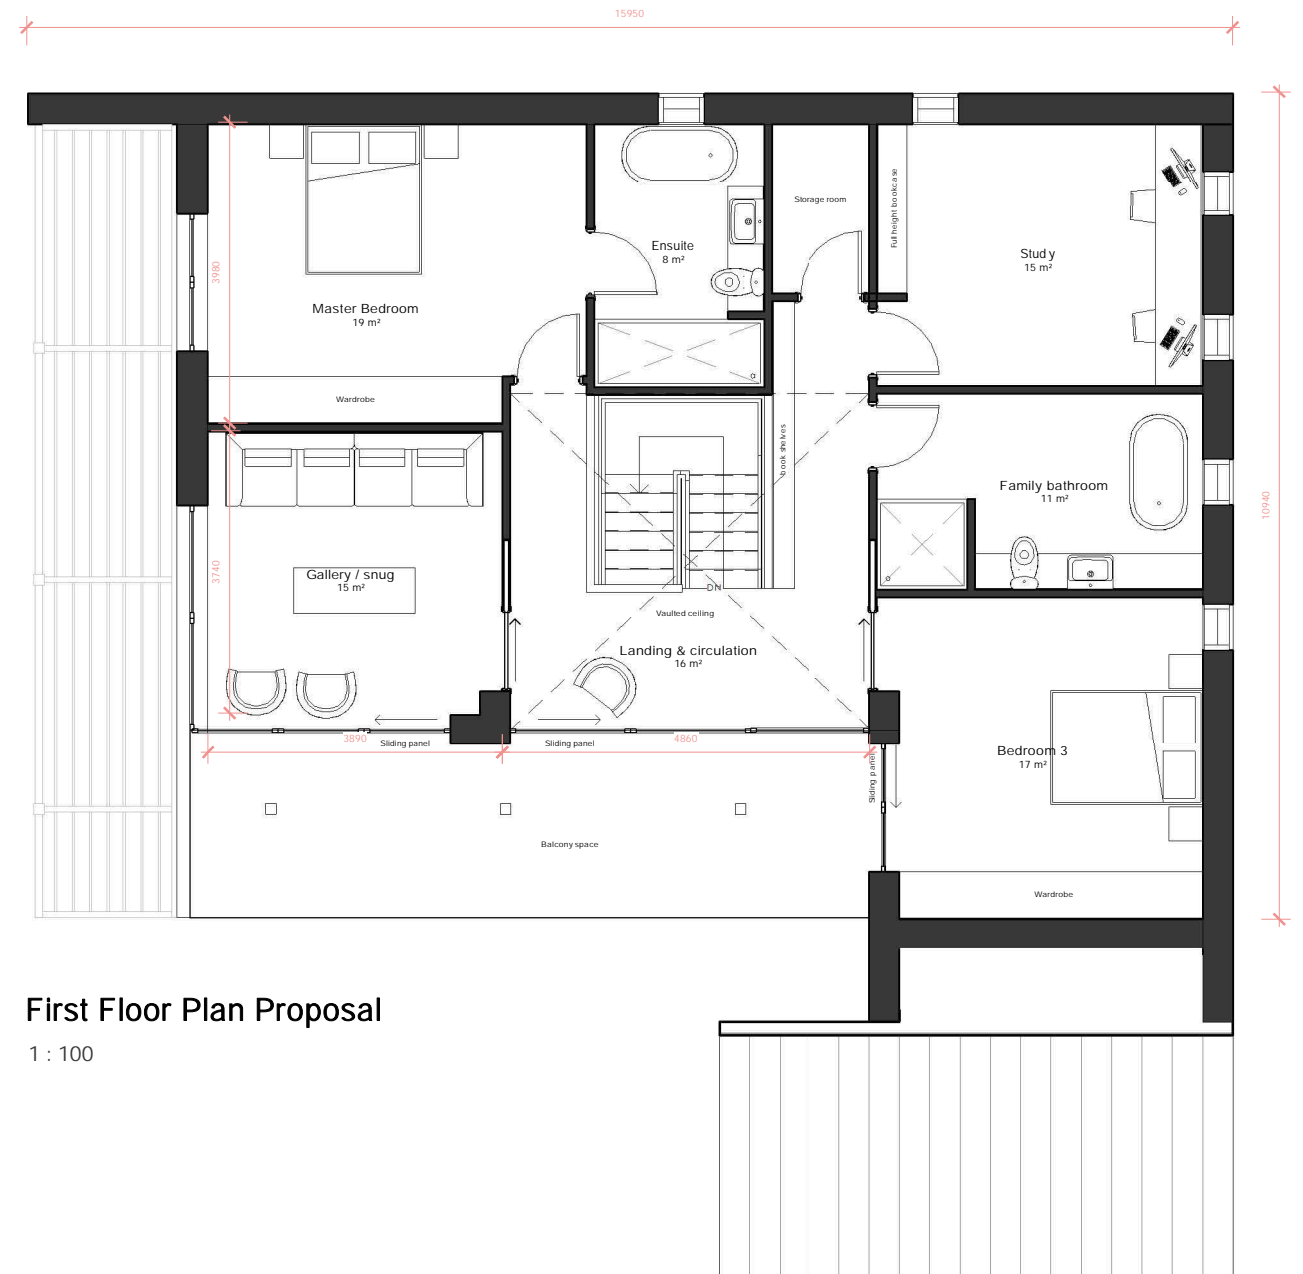 15950
Storage room
Full height bookcase
Ensuite
8 m²
Study
15 m²
3980
Master Bedroom
19 m²
Wardrobe
book shelves
Family bathroom
11 m²
10940
3740
Gallery / snug
15 m²
DN
Vaulted ceiling
Landing & circulation
16 m²
3890
Sliding panel
Sliding panel
4860
Sliding panel
Bedroom 3
17 m²
Balcony space
Wardrobe
First Floor Plan Proposal
1 : 100